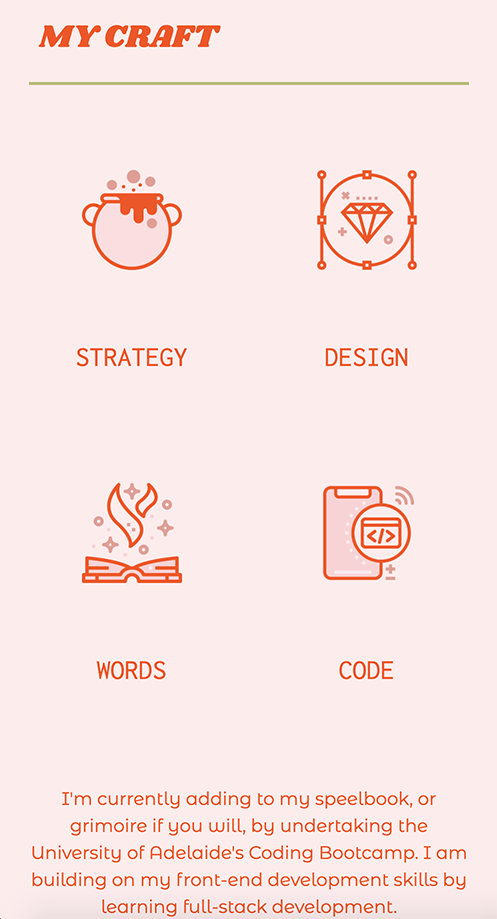 MY CRAFT
STRATEGY
DESIGN
</>
WORDS
CODE
I'm currently adding to my speelbook, or
grimoire if you will, by undertaking the
University of Adelaide's Coding Bootcamp. I am
building on my front-end development skills by
learning full-stack development.